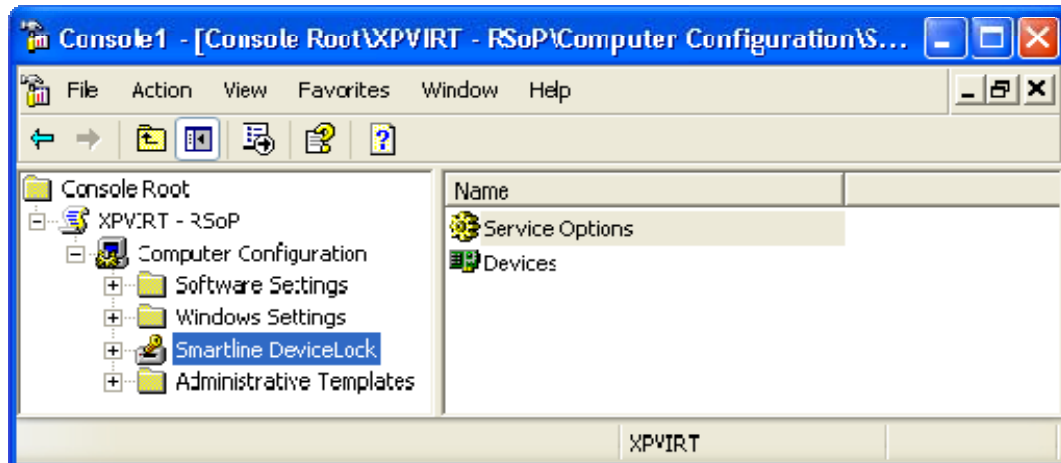 Console1 - [Console Root\XPVIRT - RSoP\Computer Configuration\S...
File Action View Favorites Window Help
Console Root
XPVIRT - RSoP
Computer Configuration
Software Settings
Windows Settings
Smartline DeviceLock
Administrative Templates
Name
Service Options
Devices
XPVIRT